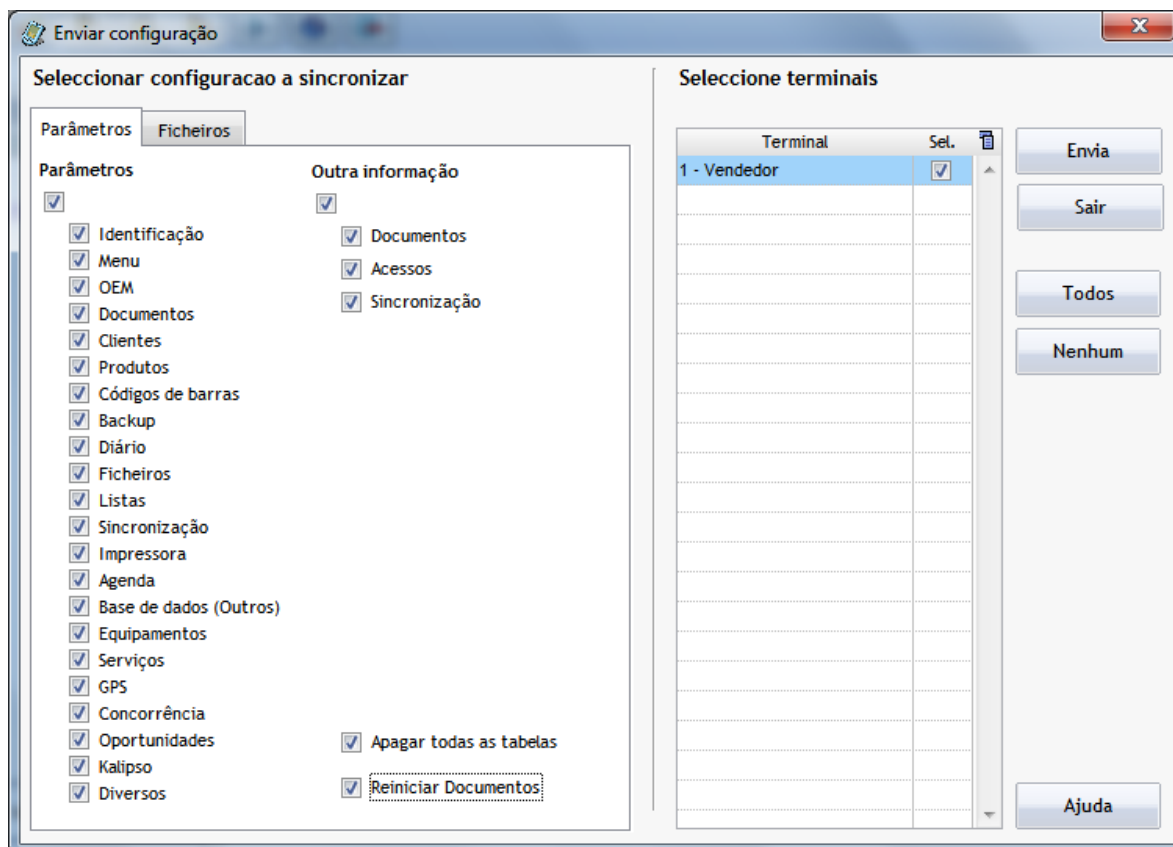 Enviar configuração
Seleccionar configuracao a sincronizar
Parâmetros
Ficheiros
Parâmetros
Identificação
Menu
OEM
Documentos
Clientes
Produtos
Códigos de barras
Backup
Diário
Ficheiros
Listas
Sincronização
Impressora
Agenda
Base de dados (Outros)
Equipamentos
Serviços
GPS
Concorrência
Oportunidades
Kalipso
Diversos
Outra informação
Documentos
Acessos
Sincronização
Apagar todas as tabelas
Reiniciar Documentos
Seleccione terminais
Terminal Sel.
1 - Vendedor
Envia
Sair
Todos
Nenhum
Ajuda